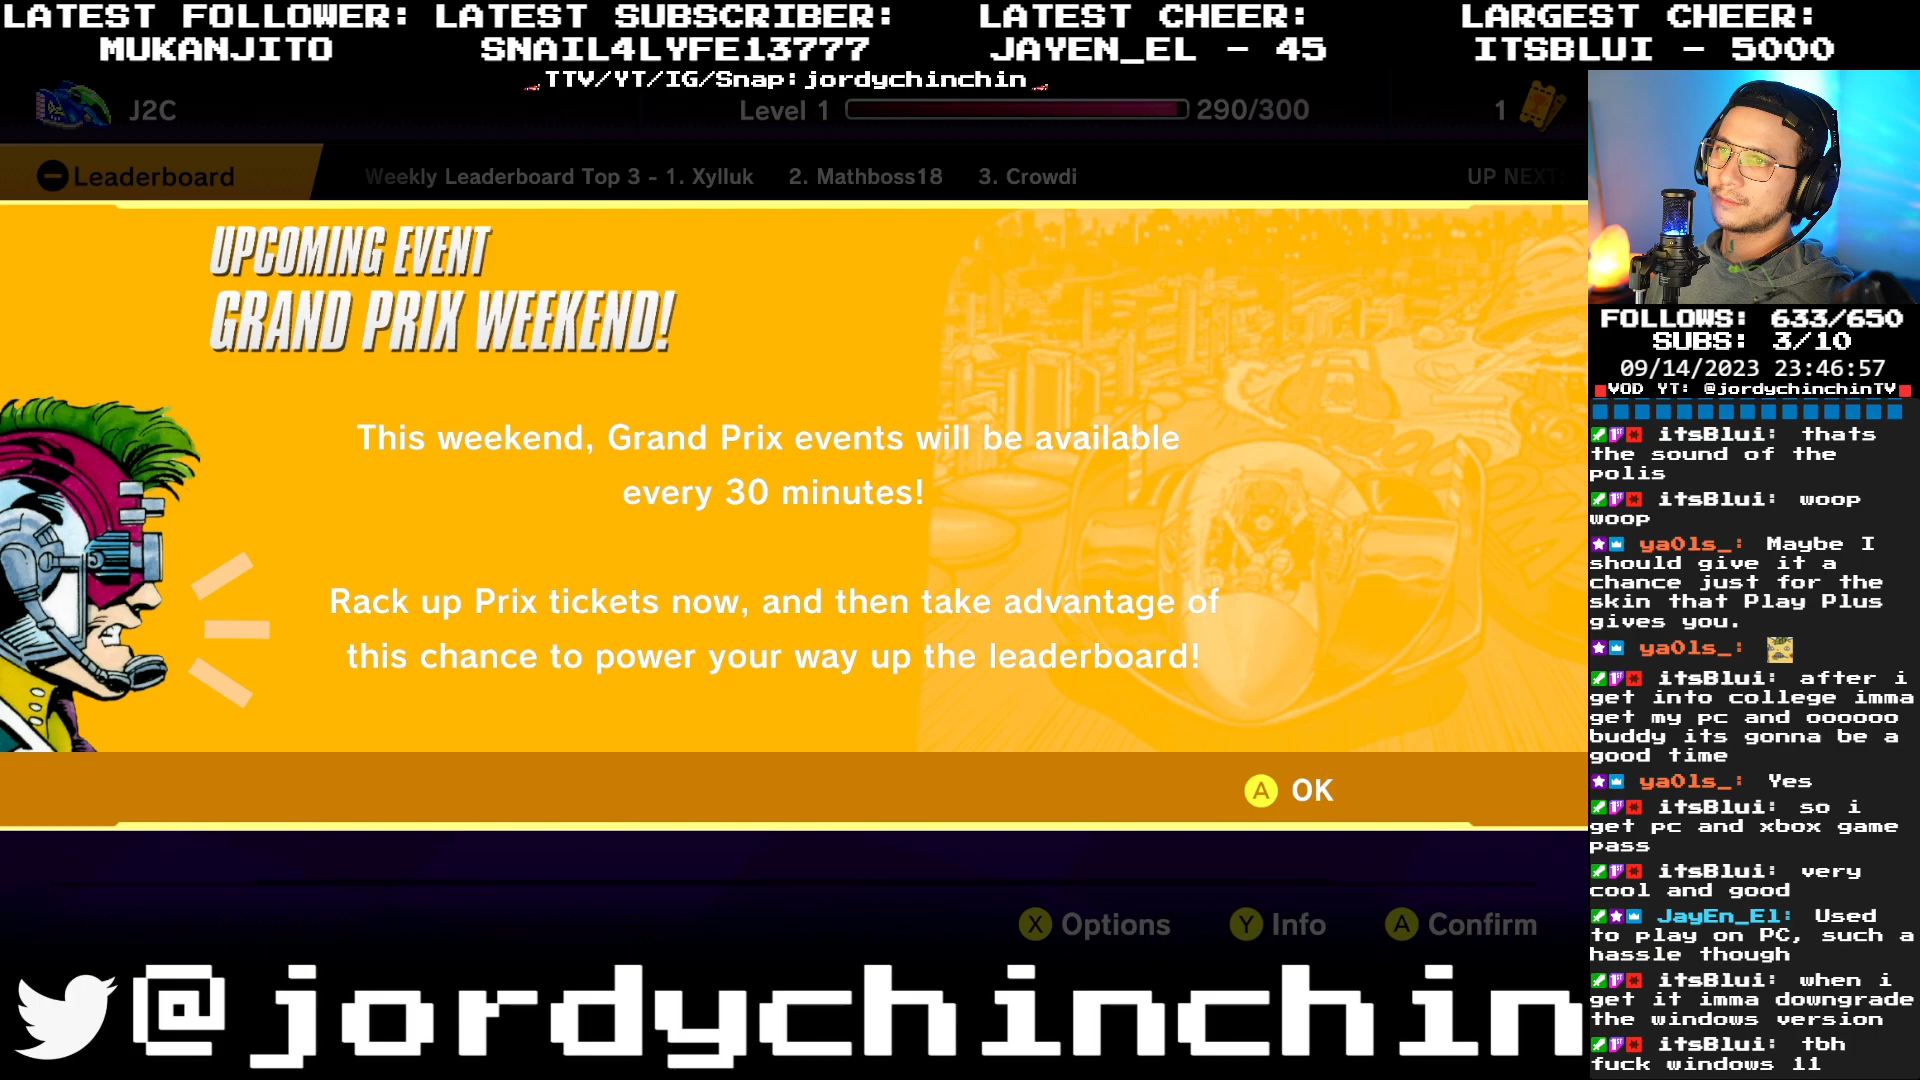 LATEST FOLLOWER:
MUKANJITO
LATEST SUBSCRIBER:
SNAIL4LYFE13777
LATEST CHEER:
JAYEN_EL - 45
LARGEST CHEER:
ITSBLUI - 5000
TTV/YT/IG/Snap:jordychinchin
J2C
Level 1
290/300
1
Leaderboard
Weekly Leaderboard Top 3 - 1. Xylluk 2. Mathboss18 3. Crowdi
UP NEXT:
UPCOMING EVENT
GRAND PRIX WEEKEND!
This weekend, Grand Prix events will be available
every 30 minutes!
Rack up Prix tickets now, and then take advantage of
this chance to power your way up the leaderboard!
A OK
X Options
Y Info
A Confirm
@jordychinchin
FOLLOWS: 633/650
SUBS: 3/10
09/14/2023 23:46:57
VOD YT: @jordychinchinTV
itsBlui: thats
the sound of the
polis
itsBlui: woop
woop
ya0ls_: Maybe I
should give it a
chance just for the
skin that Play Plus
gives you.
ya0ls_:
itsBlui: after i
get into college imma
get my pc and oooooo
buddy its gonna be a
good time
ya0ls_: Yes
itsBlui: so i
get pc and xbox game
pass
itsBlui: very
cool and good
JayEn_El: Used
to play on PC, such a
hassle though
itsBlui: when i
get it imma downgrade
the windows version
itsBlui: tbh
fuck windows 11